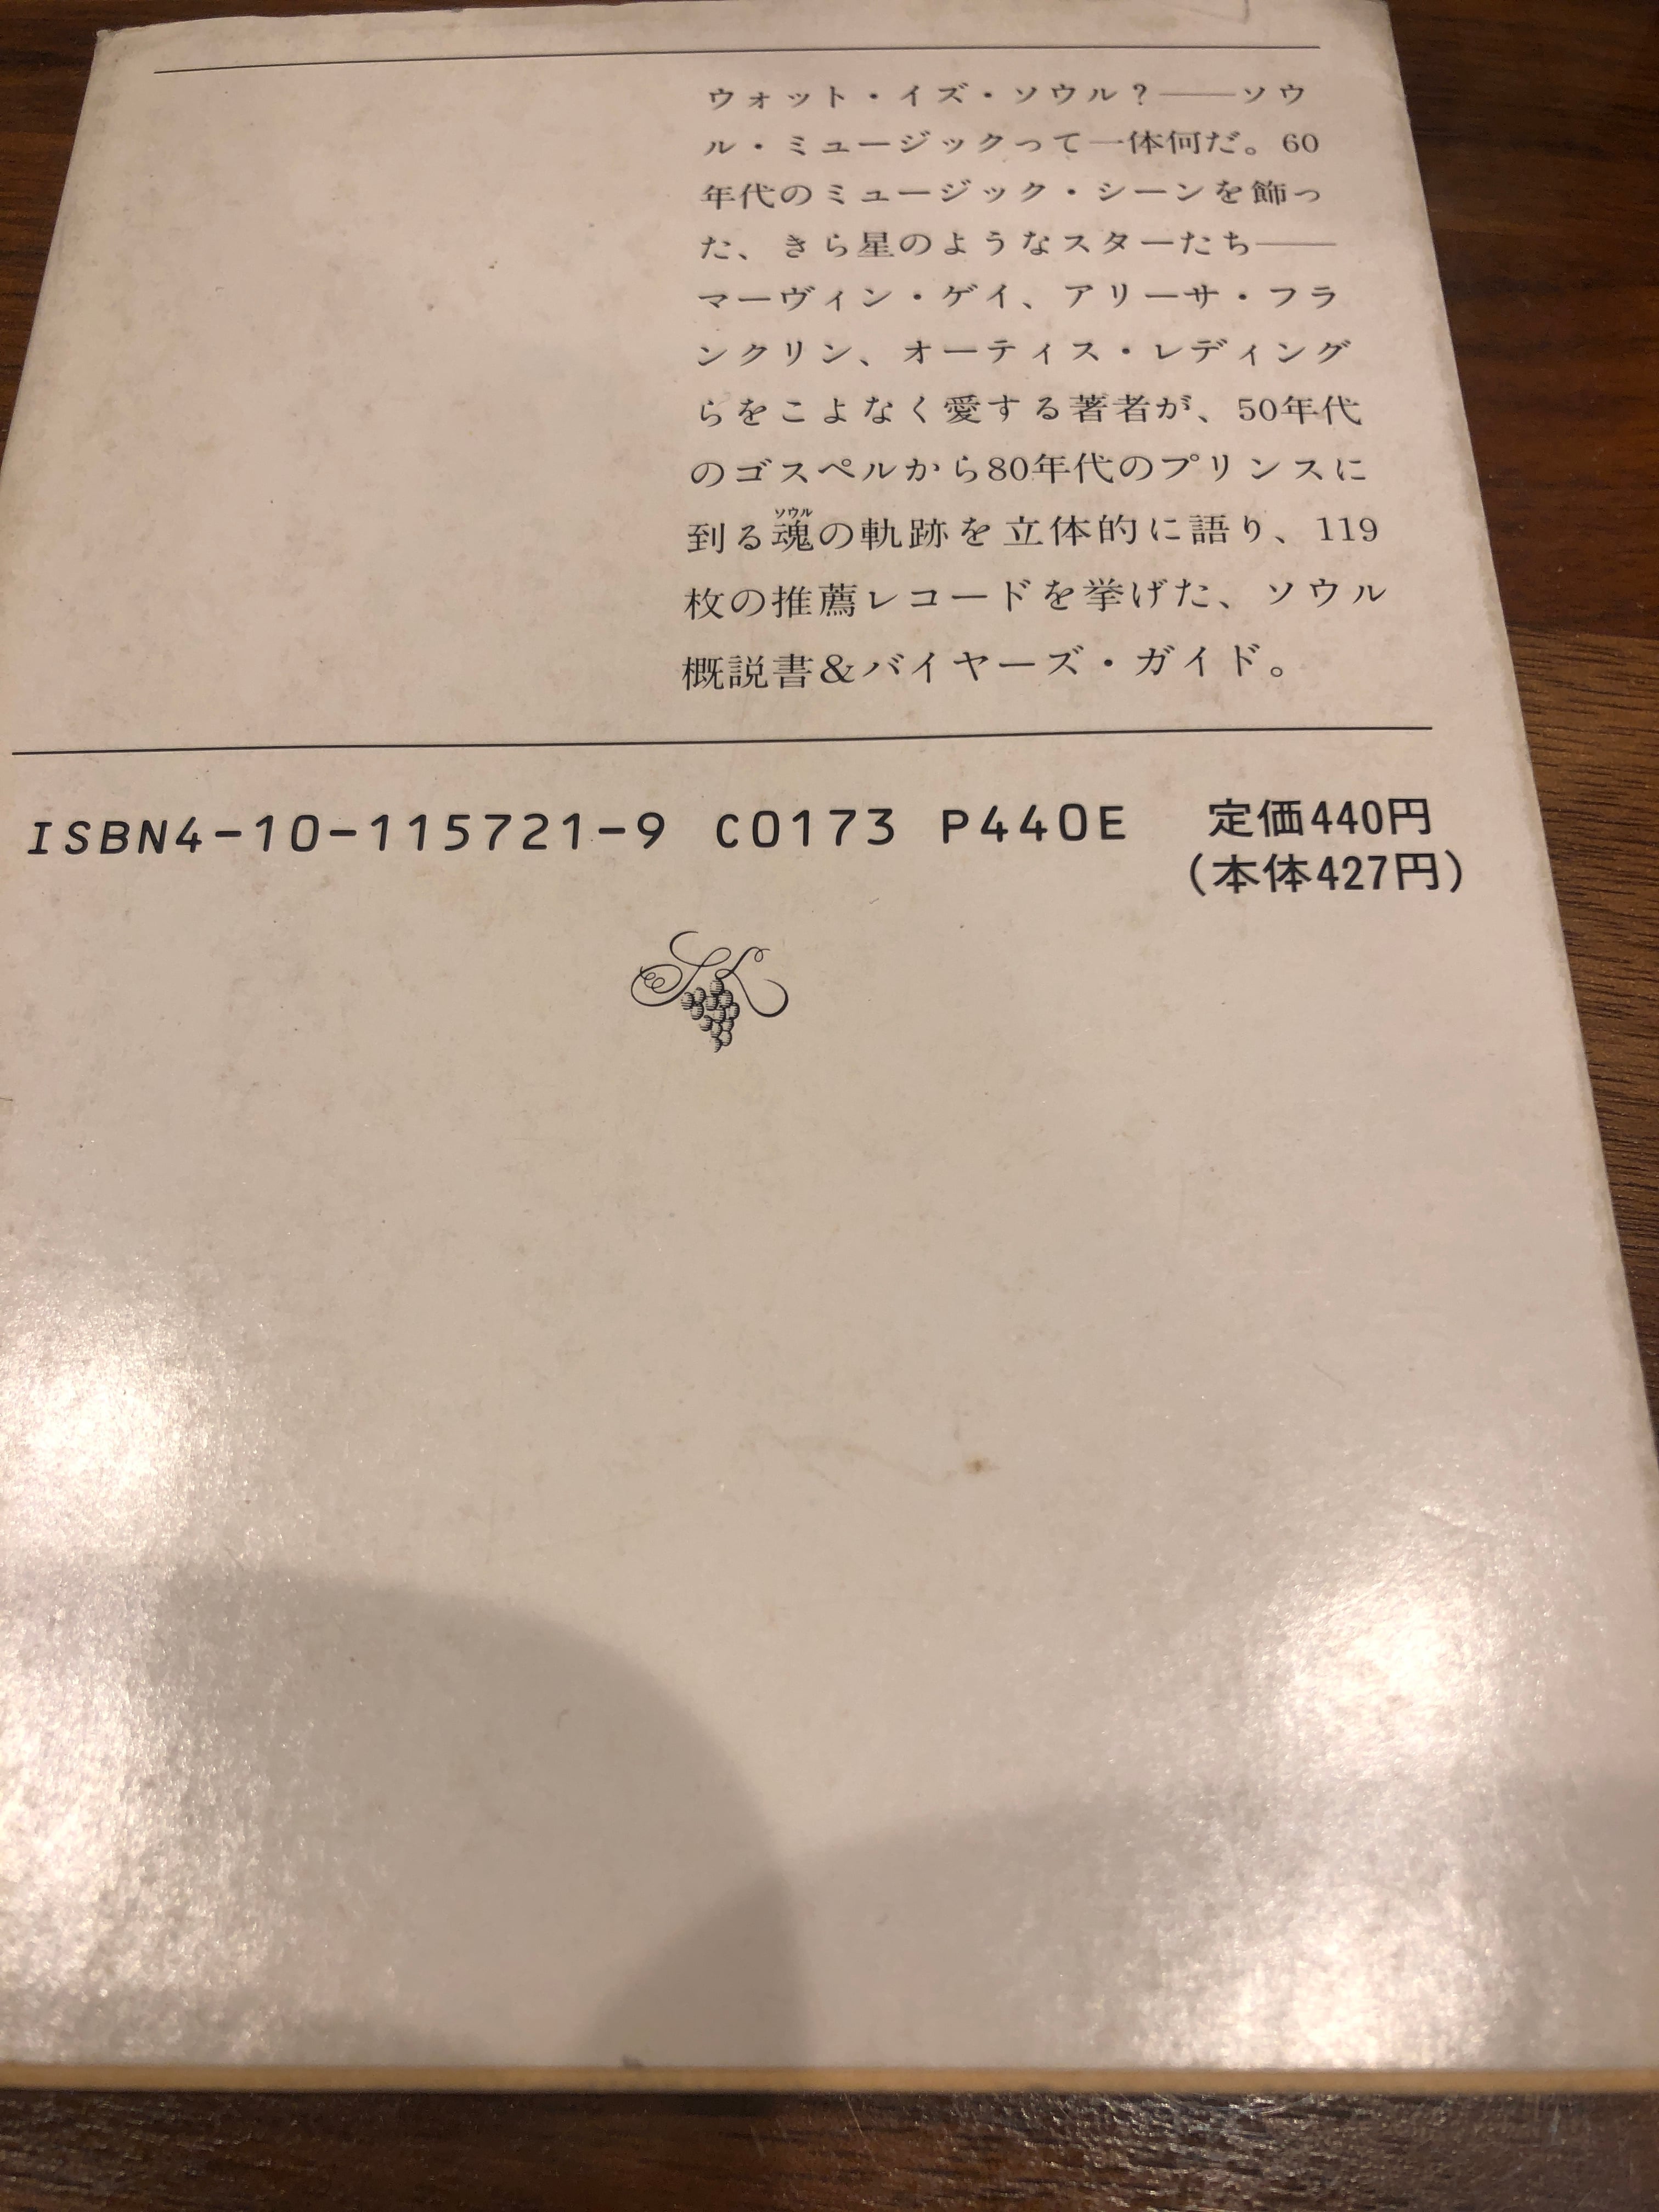 ウォット・イズ・ソウル?――ソウ
ル・ミュージックって一体何だ。60
年代のミュージック・シーンを飾っ
た、きら星のようなスターたち――
マーヴィン・ゲイ、アリーサ・フラ
ンクリン、オーティス・レディング
らをこよなく愛する著者が、50年代
のゴスペルから80年代のプリンスに
ソウル
到る魂の軌跡を立体的に語り、119
枚の推薦レコードを挙げた、ソウル
概説書&バイヤーズ・ガイド。
ISBN4-10-115721-9 C0173 P440E 定価440円
(本体427円)
SK